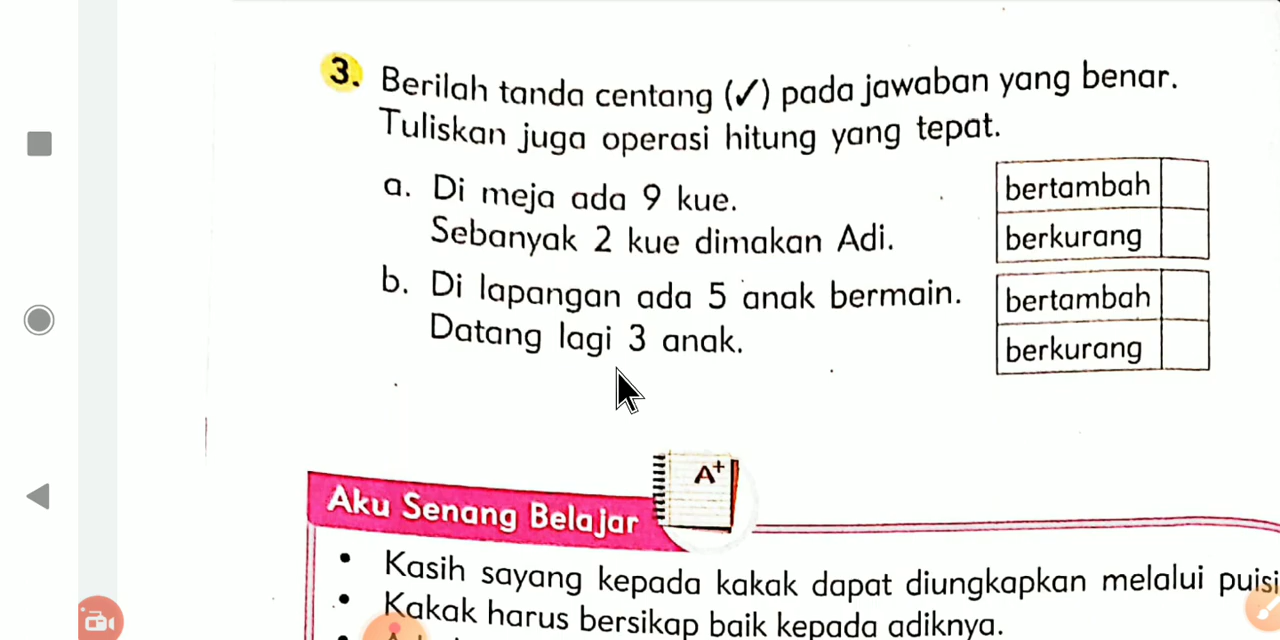 3. Berilah tanda centang (✓) pada jawaban yang benar.
Tuliskan juga operasi hitung yang tepat.
a. Di meja ada 9 kue.
Sebanyak 2 kue dimakan Adi.
bertambah
berkurang
b. Di lapangan ada 5 anak bermain.
Datang lagi 3 anak.
bertambah
berkurang
A+
Aku Senang Belajar
• Kasih sayang kepada kakak dapat diungkapkan melalui puisi
• Kakak harus bersikap baik kepada adiknya.